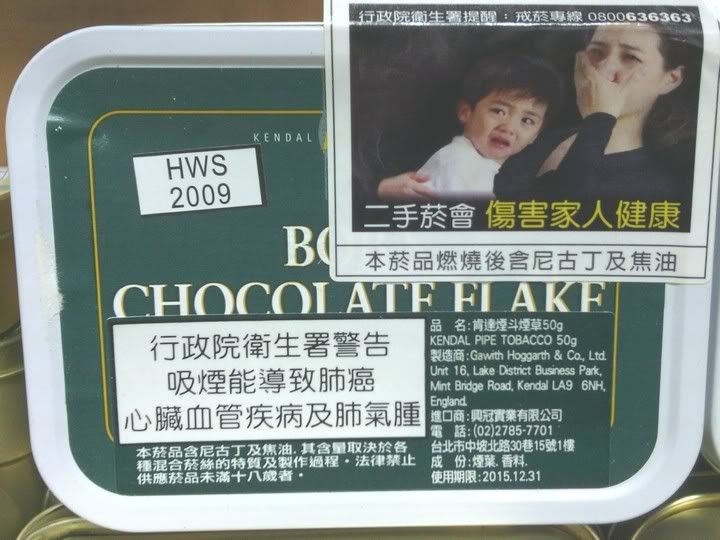 行政院衛生署提醒：戒菸專線 0800636363
二手菸會 傷害家人健康
本菸品燃燒後含尼古丁及焦油
KENDAL
HWS
2009
CHOCOLATE FLAKE
行政院衛生署警告
吸煙能導致肺癌
心臟血管疾病及肺氣腫
本菸品含尼古丁及焦油，其含量取決於各
種混合菸絲的特質及製作過程。法律禁止
供應菸品未滿十八歲者。
品　名:肯達煙斗煙草50g
KENDAL PIPE TOBACCO 50g
製造商:Gawith Hoggarth & Co., Ltd.
Unit 16, Lake District Business Park,
Mint Bridge Road, Kendal LA9 6NH,
England.
進口商:興冠實業有限公司
電　話:(02)2785-7701
台北市中坡北路30巷15號1樓
成　份:煙葉. 香料.
使用期限:2015.12.31